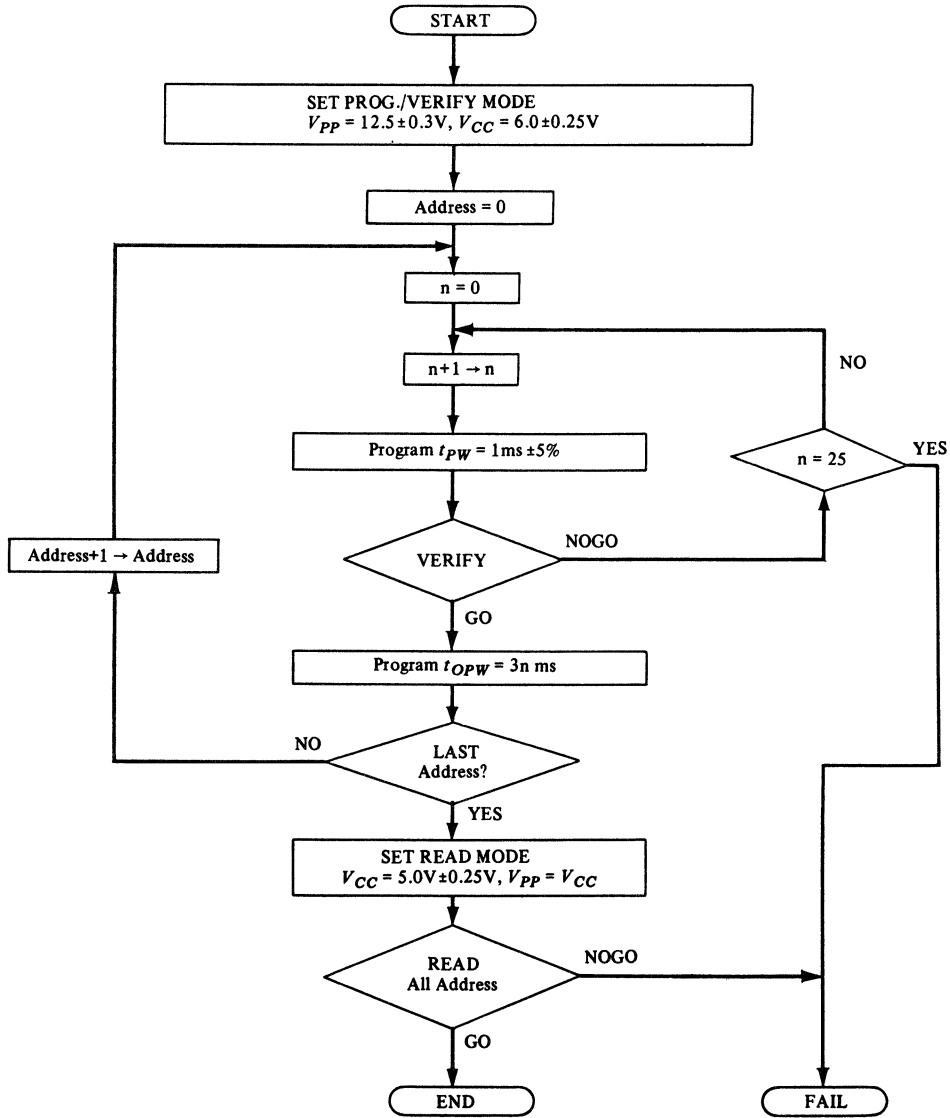 START
SET PROG./VERIFY MODE
VPP = 12.5±0.3V, VCC = 6.0±0.25V
Address = 0
n = 0
n+1 → n
NO
Program tPW = 1ms ±5%
n = 25
YES
Address+1 → Address
VERIFY
NOGO
GO
Program tOPW = 3n ms
NO
LAST
Address?
YES
SET READ MODE
VCC = 5.0V±0.25V, VPP = VCC
READ
All Address
NOGO
GO
END
FAIL